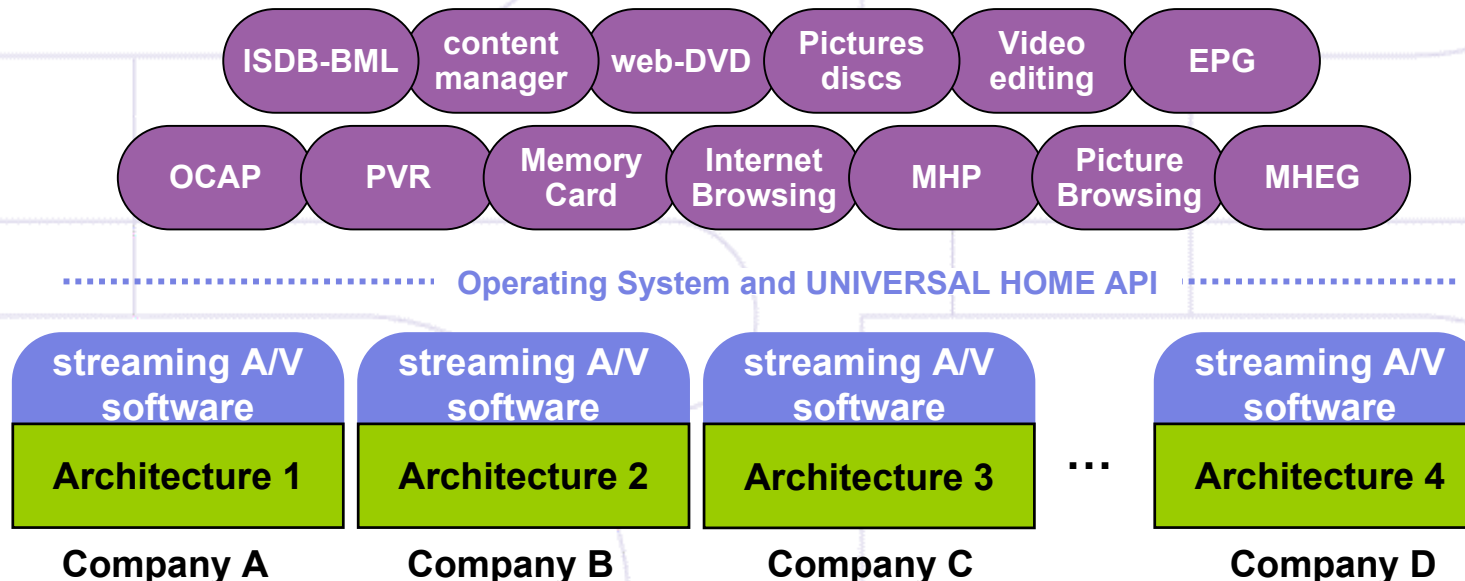 ISDB-BML
content
manager
web-DVD
Pictures
discs
Video
editing
EPG
OCAP
PVR
Memory
Card
Internet
Browsing
MHP
Picture
Browsing
MHEG
Operating System and UNIVERSAL HOME API
streaming A/V
software
streaming A/V
software
streaming A/V
software
streaming A/V
software
Architecture 1
Architecture 2
Architecture 3
...
Architecture 4
Company A
Company B
Company C
Company D